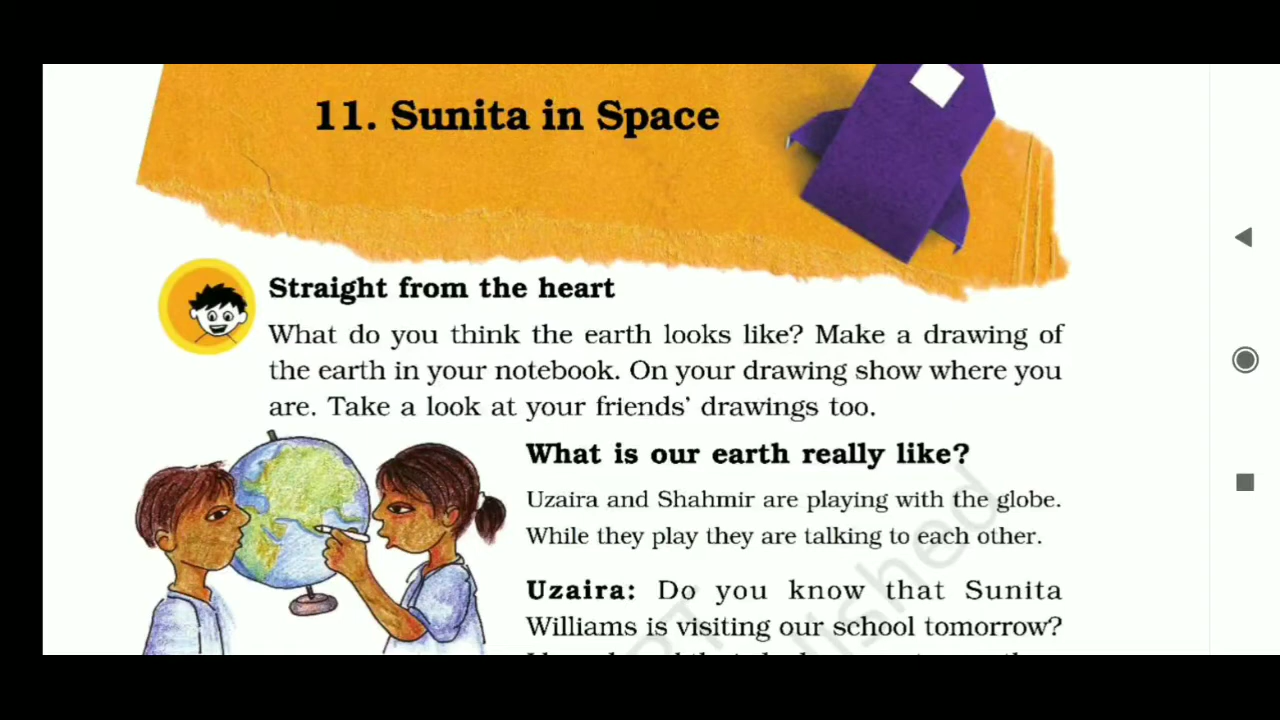 11. Sunita in Space
Straight from the heart
What do you think the earth looks like? Make a drawing of
the earth in your notebook. On your drawing show where you
are. Take a look at your friends’ drawings too.
What is our earth really like?
Uzaira and Shahmir are playing with the globe.
While they play they are talking to each other.
Uzaira: Do you know that Sunita
Williams is visiting our school tomorrow?